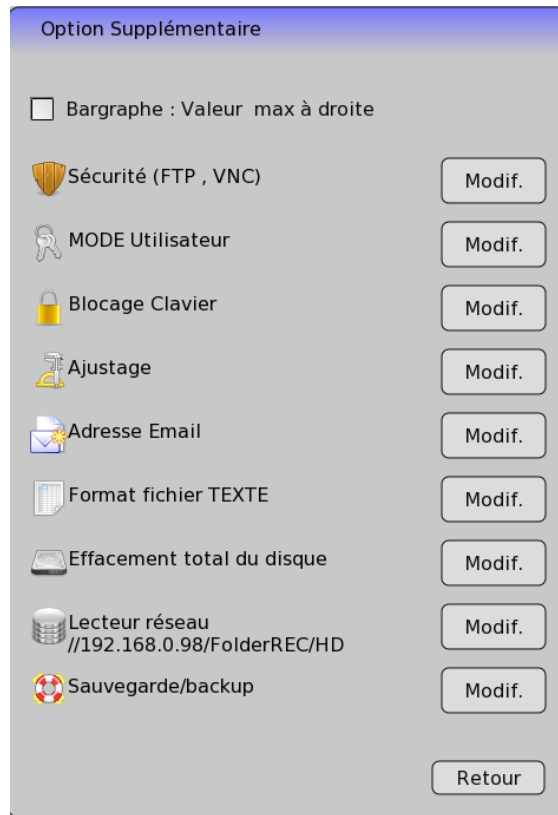 Option Supplémentaire
Bargraphe : Valeur  max à droite
Sécurité (FTP , VNC)
Modif.
MODE Utilisateur
Modif.
Blocage Clavier
Modif.
Ajustage
Modif.
Adresse Email
Modif.
Format fichier TEXTE
Modif.
Effacement total du disque
Modif.
Lecteur réseau
//192.168.0.98/FolderREC/HD
Modif.
Sauvegarde/backup
Modif.
Retour